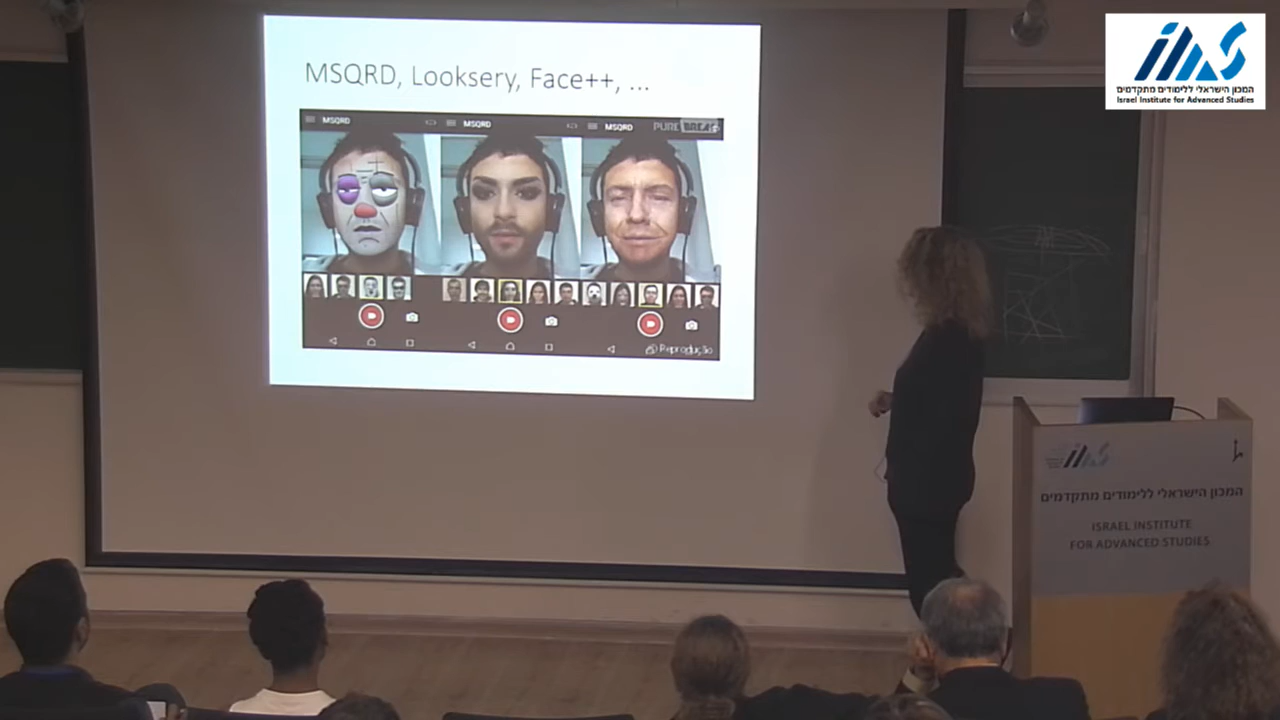 MSQRD, Looksery, Face++, ...
MSQRD
MSQRD
MSQRD
PUREBREAK
Reprodução
המכון הישראלי ללימודים מתקדמים
Israel Institute for Advanced Studies
המכון הישראלי ללימודים מתקדמים
ISRAEL INSTITUTE
FOR ADVANCED STUDIES